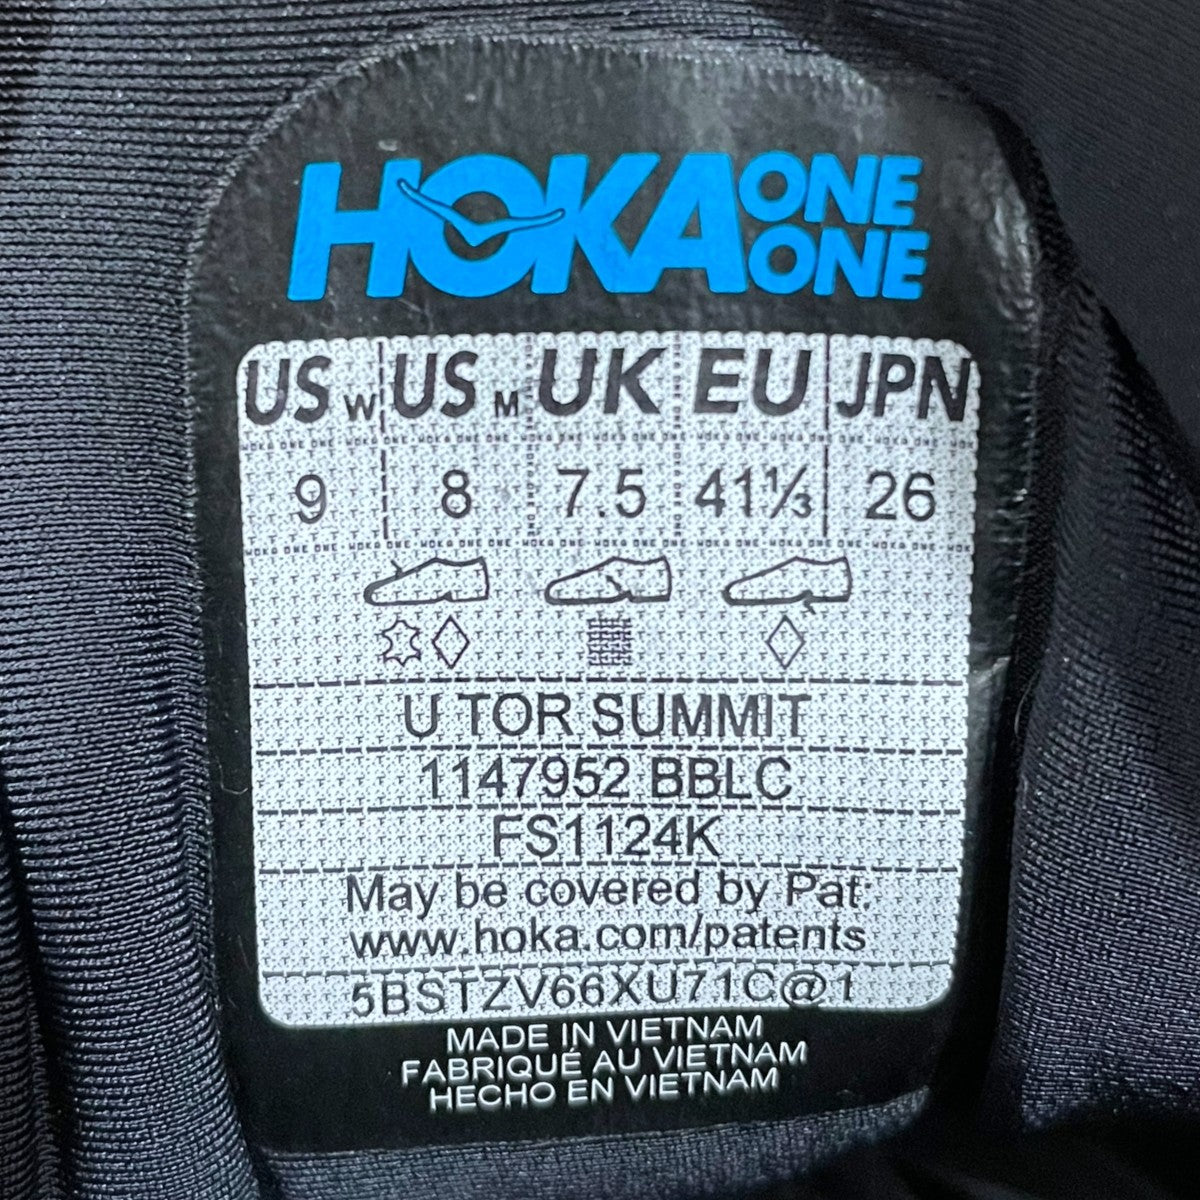 HOKA ONE ONE
US W US M UK EU JPN
9 8 7.5 41⅓ 26
U TOR SUMMIT
1147952 BBLC
FS1124K
May be covered by Pat:
www.hoka.com/patents
5BSTZV66XU71C@1
MADE IN VIETNAM
FABRIQUÉ AU VIETNAM
HECHO EN VIETNAM